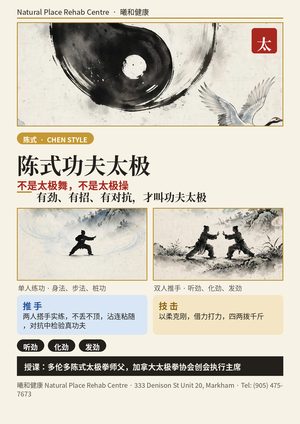 Natural Place Rehab Centre · 曦和健康
太
陈式 · CHEN STYLE
陈式功夫太极
不是太极舞，不是太极操
有劲、有招、有对抗，才叫功夫太极
单人练功 · 身法、步法、桩功
双人推手 · 听劲、化劲、发劲
推 手
两人搭手实练，不丢不顶，沾连粘随
，对抗中检验真功夫
技 击
以柔克刚，借力打力，四两拨千斤
听劲
化劲
发劲
授课：多伦多陈式太极拳师父，加拿大太极拳协会创会执行主席
曦和健康 Natural Place Rehab Centre · 333 Denison St Unit 20, Markham · Tel: (905) 475-
7673